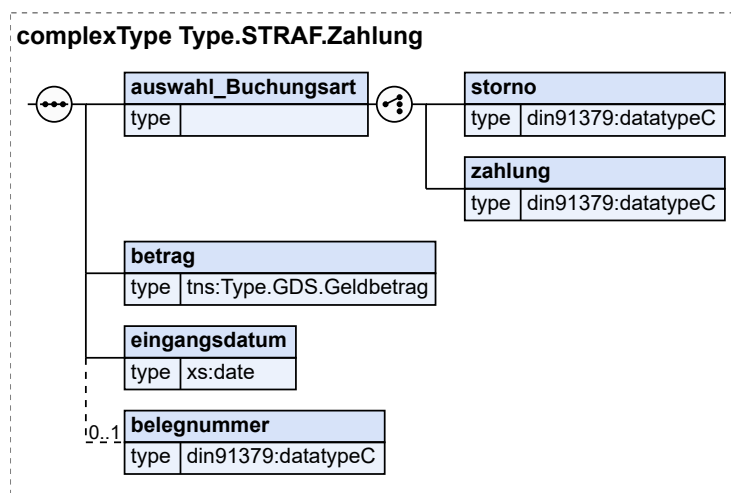 complexType Type.STRAF.Zahlung
auswahl_Buchungsart
type
storno
type din91379:datatypeC
zahlung
type din91379:datatypeC
betrag
type tns:Type.GDS.Geldbetrag
eingangsdatum
type xs:date
0..1
belegnummer
type din91379:datatypeC